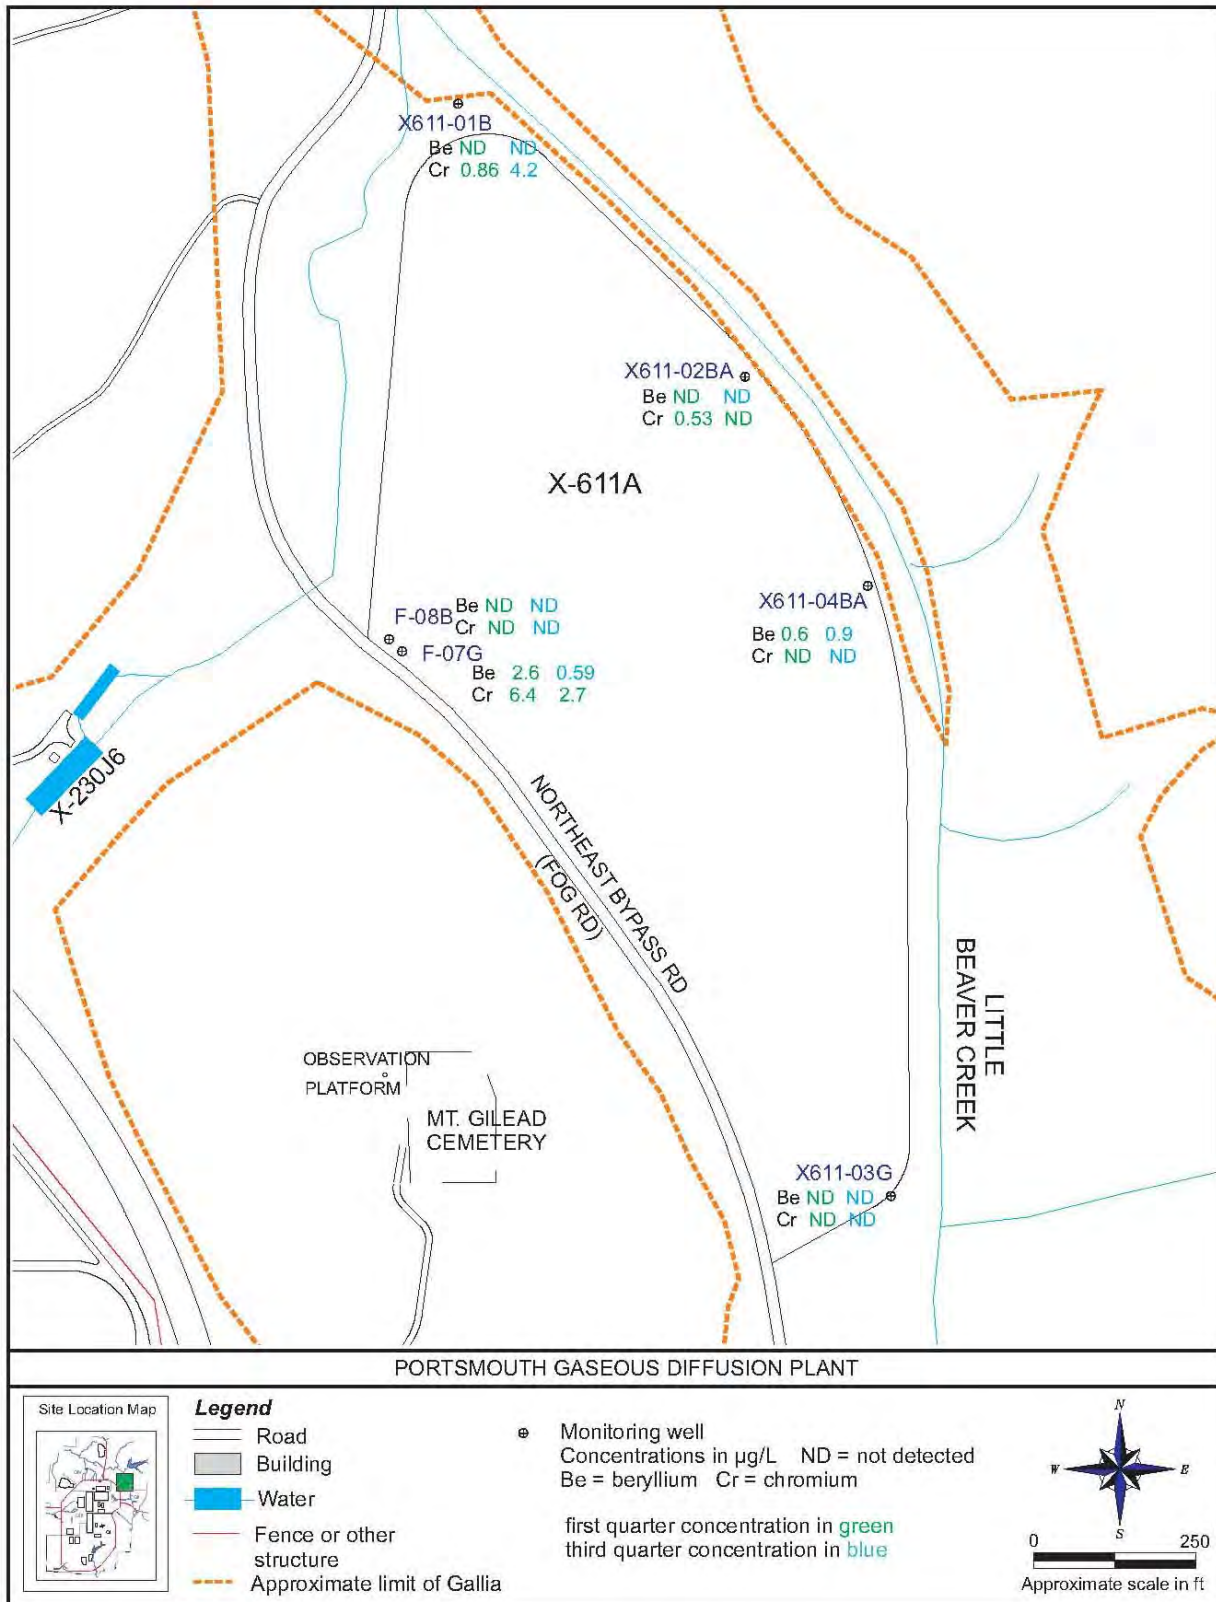 X611-01B
Be ND ND
Cr 0.86 4.2
X611-02BA
Be ND ND
Cr 0.53 ND
X-611A
X611-04BA
Be 0.6 0.9
Cr ND ND
F-08B
Be ND ND
Cr ND ND
F-07G
Be 2.6 0.59
Cr 6.4 2.7
X-230J6
NORTHEAST BYPASS RD
(FOG RD)
LITTLE
BEAVER CREEK
OBSERVATION
PLATFORM
MT. GILEAD
CEMETERY
X611-03G
Be ND ND
Cr ND ND
PORTSMOUTH GASEOUS DIFFUSION PLANT
Site Location Map
Legend
Road
Building
Water
Fence or other
structure
Approximate limit of Gallia
Monitoring well
Concentrations in µg/L ND = not detected
Be = beryllium Cr = chromium
first quarter concentration in green
third quarter concentration in blue
N
W
E
S
0 250
Approximate scale in ft